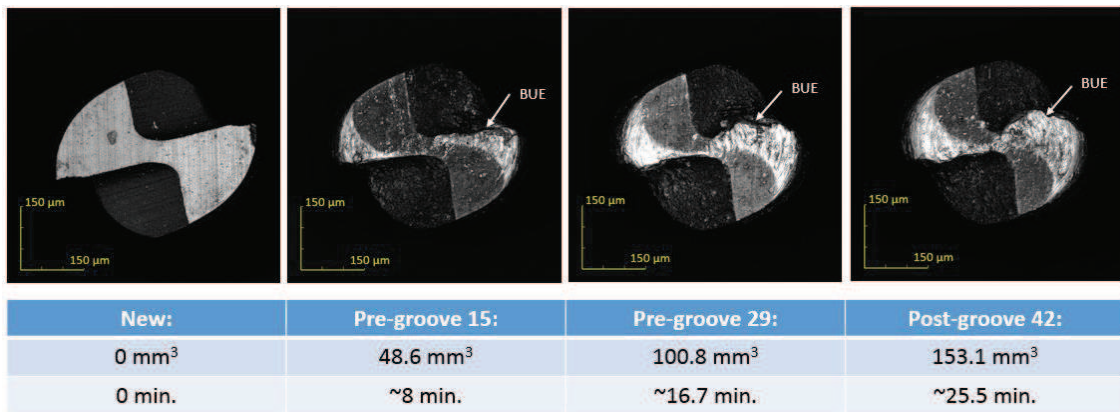 BUE
BUE
BUE
150 µm
150 µm
150 µm
150 µm
150 µm
150 µm
150 µm
150 µm
New: Pre-groove 15: Pre-groove 29: Post-groove 42:
0 mm³ 48.6 mm³ 100.8 mm³ 153.1 mm³
0 min. ~8 min. ~16.7 min. ~25.5 min.